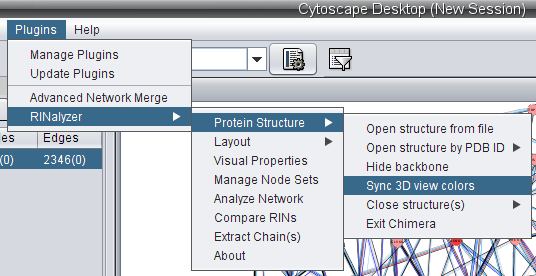 Cytoscape Desktop (New Session)
Plugins Help
Manage Plugins
Update Plugins
Advanced Network Merge
RINalyzer
Edges
(0) 2346(0)
Protein Structure
Layout
Visual Properties
Manage Node Sets
Analyze Network
Compare RINs
Extract Chain(s)
About
Open structure from file
Open structure by PDB ID
Hide backbone
Sync 3D view colors
Close structure(s)
Exit Chimera